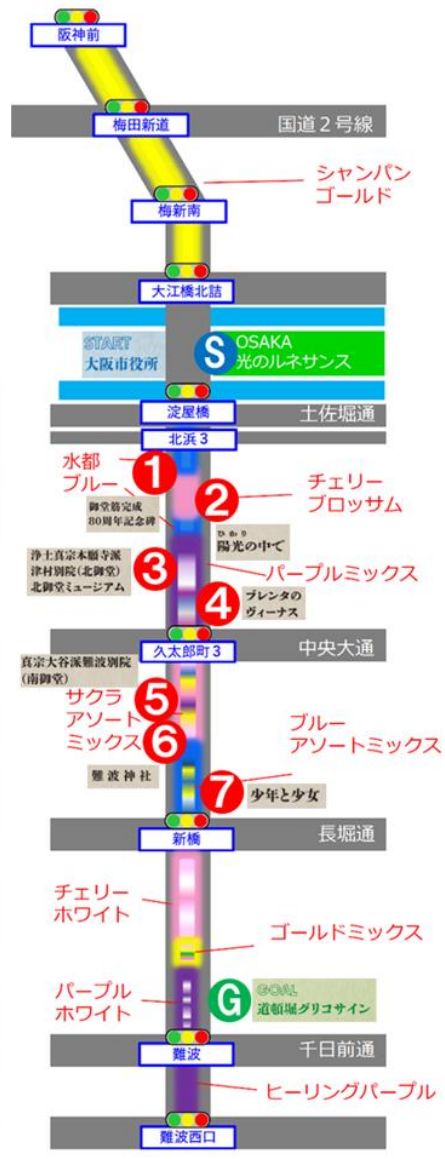 阪神前
梅田新道
国道２号線
シャンパン
ゴールド
梅新南
大江橋北詰
START
大阪市役所
S
OSAKA
光のルネサンス
淀屋橋
土佐堀通
北浜３
水都
ブルー
1
2
チェリー
ブロッサム
御堂筋完成
80周年記念碑
ひかり
陽光の中で
浄土真宗本願寺派
津村別院(北御堂)
北御堂ミュージアム
3
パープルミックス
4
ブレンタの
ヴィーナス
中央大通
久太郎町３
真宗大谷派難波別院
(南御堂)
サクラ
アソート
ミックス
5
6
ブルー
アソートミックス
難波神社
7
少年と少女
新橋
長堀通
チェリー
ホワイト
ゴールドミックス
パープル
ホワイト
G
GOAL
道頓堀グリコサイン
難波
千日前通
ヒーリングパープル
難波西口